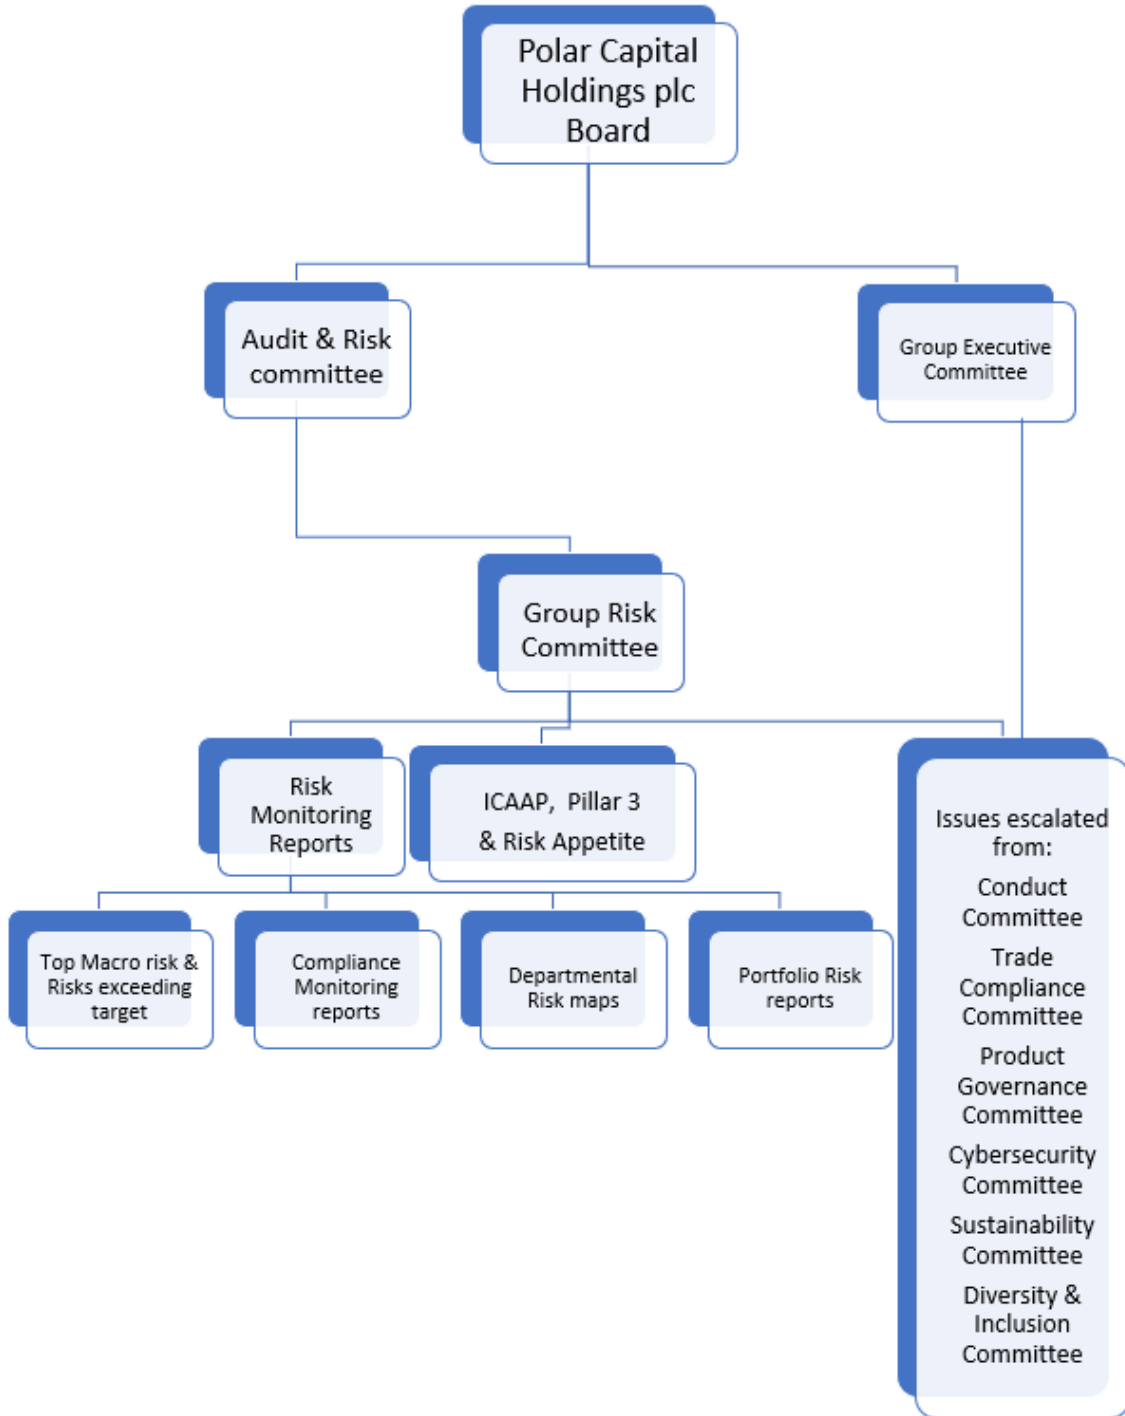 Polar Capital
Holdings plc
Board
Audit & Risk
committee
Group Executive
Committee
Group Risk
Committee
Risk
Monitoring
Reports
ICAAP, Pillar 3
& Risk Appetite
Issues escalated
from:
Conduct
Committee
Trade
Compliance
Committee
Product
Governance
Committee
Cybersecurity
Committee
Sustainability
Committee
Diversity &
Inclusion
Committee
Top Macro risk &
Risks exceeding
target
Compliance
Monitoring
reports
Departmental
Risk maps
Portfolio Risk
reports